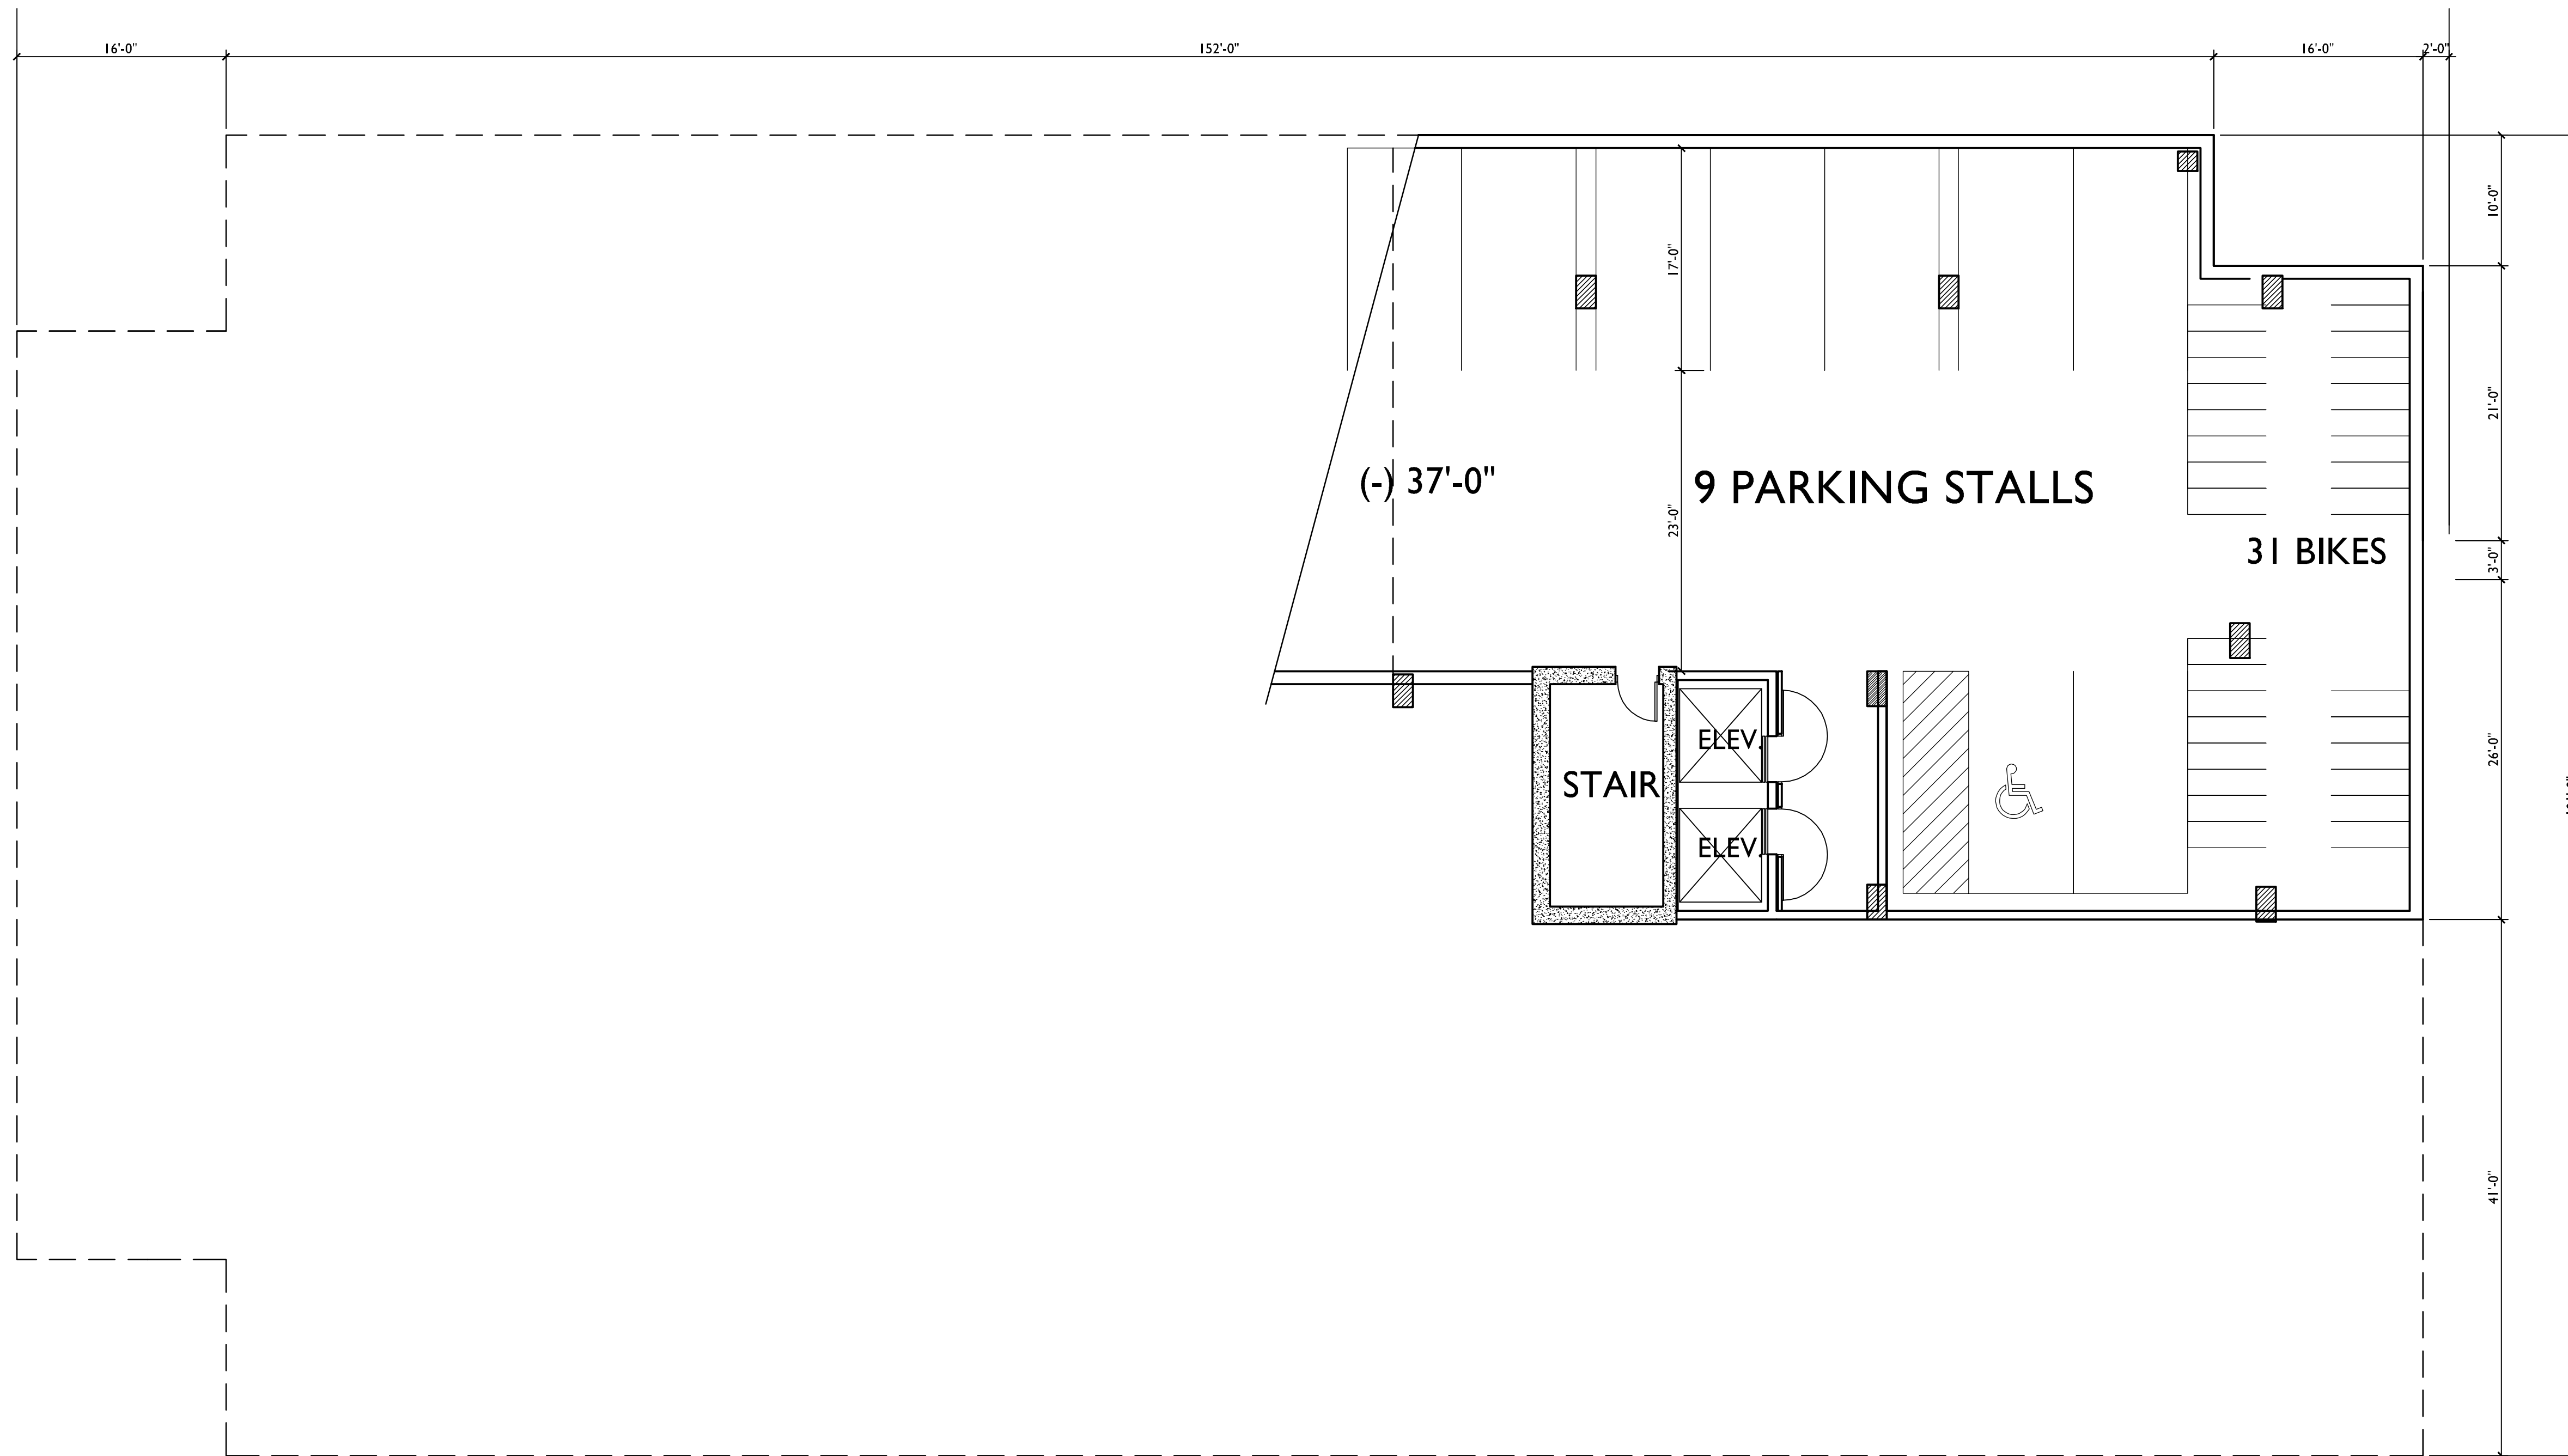 16'-0"
152'-0"
16'-0"
2'-0"
10'-0"
17'-0"
21'-0"
(-) 37'-0"
9 PARKING STALLS
23'-0"
31 BIKES
3'-0"
ELEV.
26'-0"
STAIR
ELEV.
41'-0"